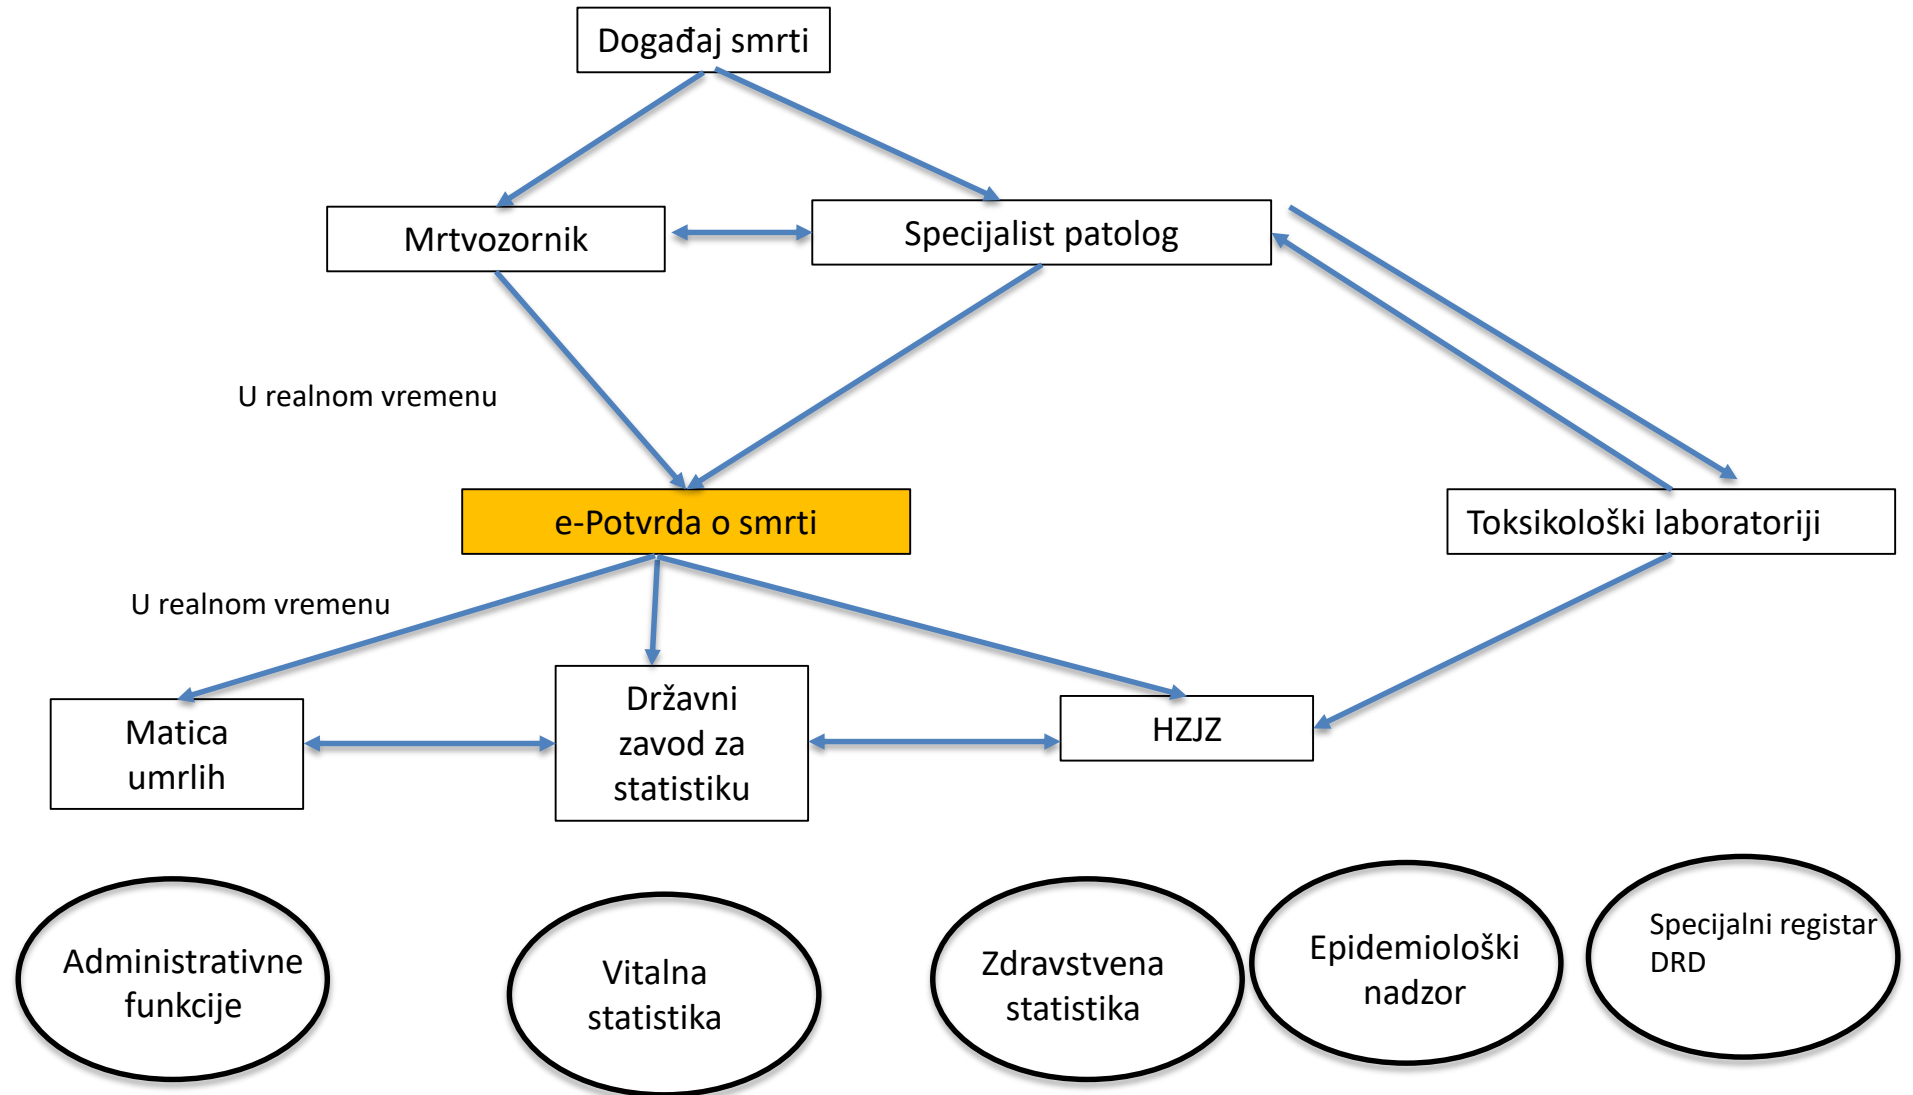 Događaj smrti
Mrtvozornik
Specijalist patolog
U realnom vremenu
e-Potvrda o smrti
Toksikološki laboratoriji
U realnom vremenu
Matica
umrlih
Državni
zavod za
statistiku
HZJZ
Administrativne
funkcije
Vitalna
statistika
Zdravstvena
statistika
Epidemiološki
nadzor
Specijalni registar
DRD